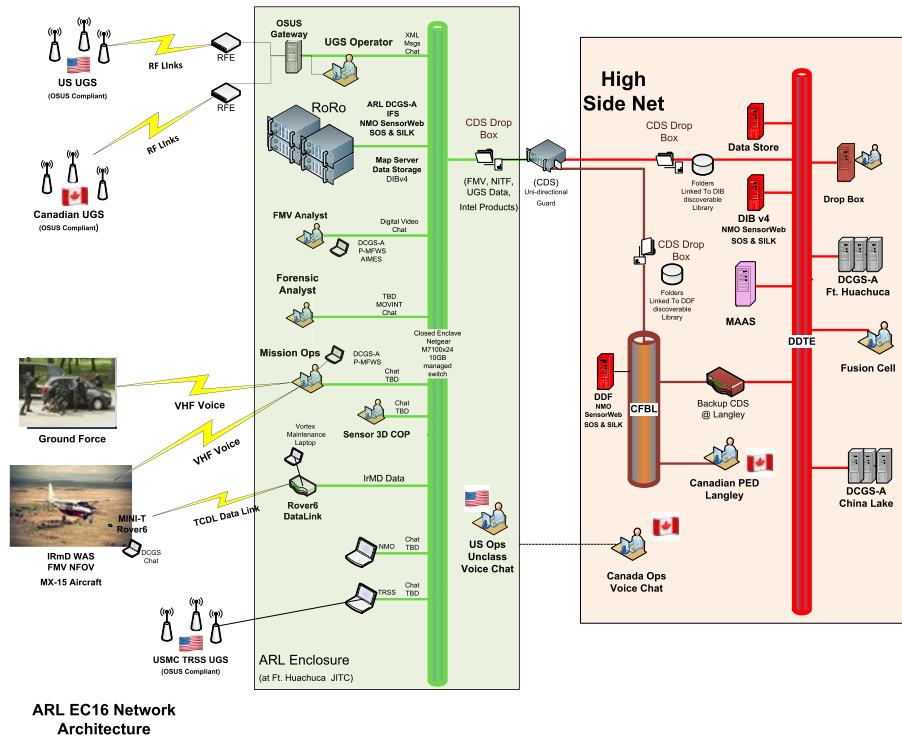 US UGS
(OSUS Compliant)
RF LInks
RFE
RFE
RF Links
Canadian UGS
(OSUS Compliant)
OSUS
Gateway
UGS Operator
XML
Msgs
Chat
RoRo
ARL DCGS-A
IFS
NMO SensorWeb
SOS & SILK
Map Server
Data Storage
DIBv4
FMV Analyst
Digital Video
Chat
DCGS-A
P-MFWS
AIMES
Forensic
Analyst
TBD
MOVINT
Chat
Closed Enclave
Netgear
M7100x24
10GB
managed
switch
Mission Ops
DCGS-A
P-MFWS
Chat
TBD
Chat
TBD
Sensor 3D COP
VHF Voice
Ground Force
VHF Voice
Vortex
Maintenance
Laptop
IrMD Data
Rover6
DataLink
TCDL Data Link
MINI-T
Rover6
DCGS
Chat
IRmD WAS
FMV NFOV
MX-15 Aircraft
NMO
Chat
TBD
TRSS
Chat
TBD
USMC TRSS UGS
(OSUS Compliant)
ARL Enclosure
(at Ft. Huachuca JITC)
ARL EC16 Network
Architecture
CDS Drop
Box
(FMV, NITF,
UGS Data,
Intel Products)
(CDS)
Uni-directional
Guard
US Ops
Unclass
Voice Chat
High
Side Net
CDS Drop
Box
Folders
Linked To DIB
discoverable
Library
Data Store
Drop Box
DIB v4
NMO SensorWeb
SOS & SILK
CDS Drop
Box
Folders
Linked To DDF
discoverable
Library
MAAS
DCGS-A
Ft. Huachuca
DDTE
Fusion Cell
DDF
NMO
SensorWeb
SOS & SILK
CFBL
Backup CDS
@ Langley
Canadian PED
Langley
DCGS-A
China Lake
Canada Ops
Voice Chat